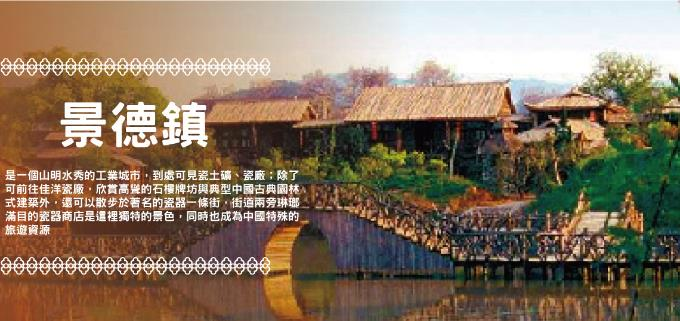 景德鎮
是一個山明水秀的工業城市，到處可見瓷土礦、瓷廠；除了
可前往佳洋瓷廠，欣賞高聳的石樓牌坊與典型中國古典園林
式建築外，還可以散步於著名的瓷器一條街，街道兩旁琳瑯
滿目的瓷器商店是這裡獨特的景色，同時也成為中國特殊的
旅遊資源